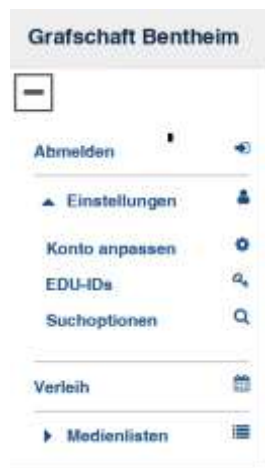 Grafschaft Bentheim
Abmelden
Einstellungen
Konto anpassen
EDU-IDs
Suchoptionen
Verleih
Medienlisten